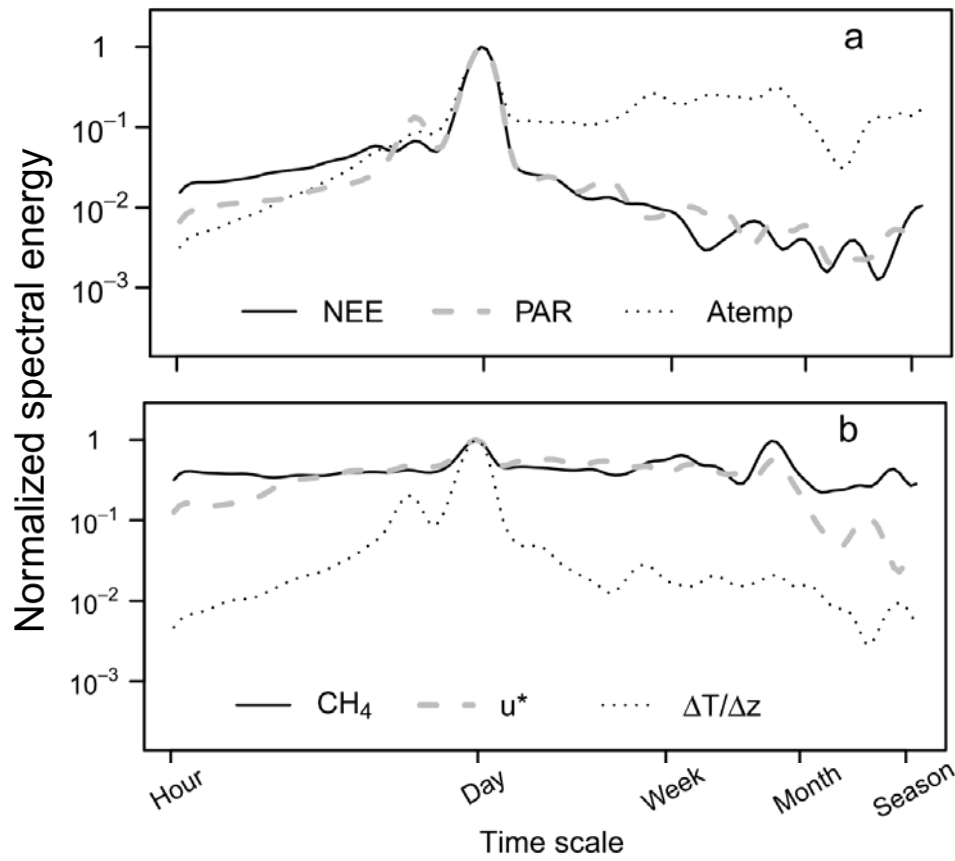 Normalized spectral energy
a
1
10⁻¹
10⁻²
10⁻³
NEE PAR Atemp
b
1
10⁻¹
10⁻²
10⁻³
CH₄ u* ΔT/Δz
Hour Day Week Month Season
Time scale